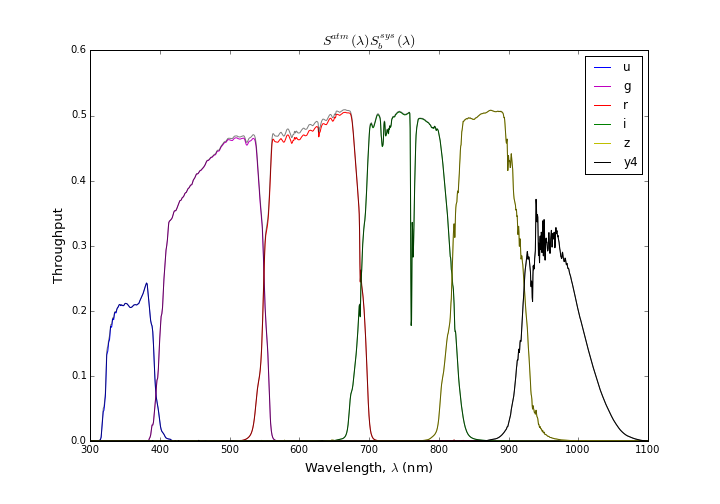 S^{atm}(λ)S_b^{sys}(λ)
Throughput
0.6
0.5
0.4
0.3
0.2
0.1
0.0
300 400 500 600 700 800 900 1000 1100
Wavelength, λ (nm)
u
g
r
i
z
y4